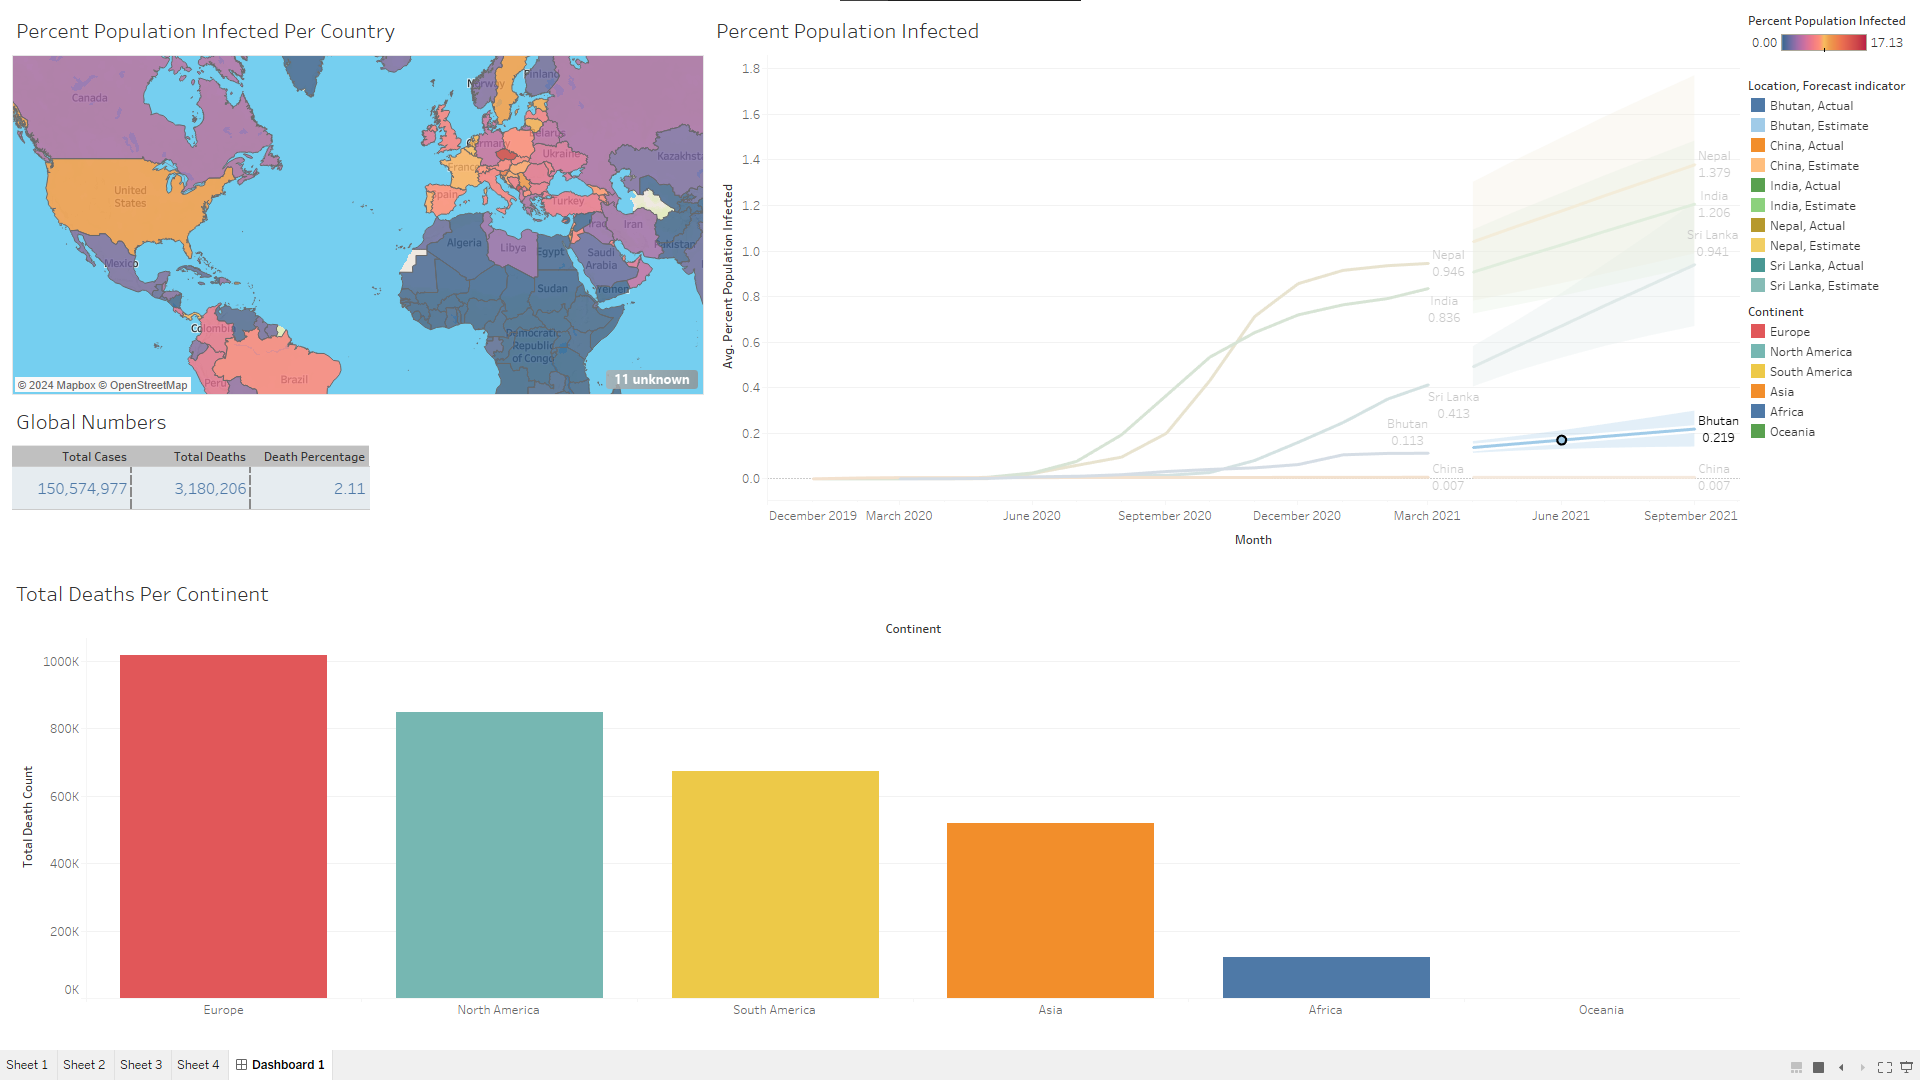 Percent Population Infected Per Country
Canada
Norway
Finland
Belarus
Germany
Ukraine
Kazakhsta
France
United
States
Spain
Turkey
Iraq
Iran
Algeria
Libya
Egypt
Saudi
Arabia
Pakistan
Mexico
Sudan
Yemen
Colombia
Democratic
Republic
of Congo
Peru
Brazil
© 2024 Mapbox © OpenStreetMap
11 unknown
Global Numbers
Total Cases Total Deaths Death Percentage
150,574,977 3,180,206 2.11
Percent Population Infected
Avg. Percent Population Infected
1.8
1.6
1.4
1.2
1.0
0.8
0.6
0.4
0.2
0.0
Nepal
1.379
India
1.206
Sri Lanka
0.941
Nepal
0.946
India
0.836
Sri Lanka
0.413
Bhutan
0.113
Bhutan
0.219
China
0.007
China
0.007
December 2019 March 2020 June 2020 September 2020 December 2020 March 2021 June 2021 September 2021
Month
Percent Population Infected
0.00 17.13
Location, Forecast indicator
Bhutan, Actual
Bhutan, Estimate
China, Actual
China, Estimate
India, Actual
India, Estimate
Nepal, Actual
Nepal, Estimate
Sri Lanka, Actual
Sri Lanka, Estimate
Continent
Europe
North America
South America
Asia
Africa
Oceania
Total Deaths Per Continent
Continent
Total Death Count
1000K
800K
600K
400K
200K
0K
Europe North America South America Asia Africa Oceania
Sheet 1 Sheet 2 Sheet 3 Sheet 4 Dashboard 1